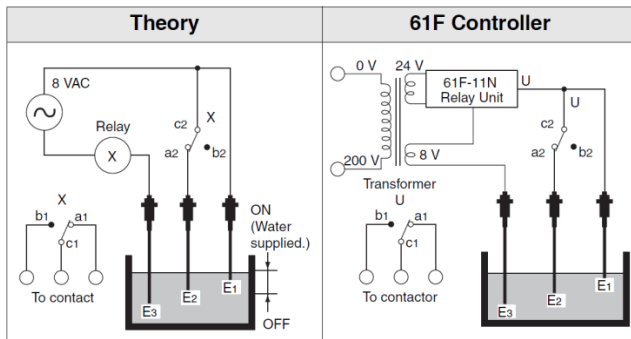 Theory
8 VAC
Relay
X
c2
X
a2
b2
X
b1
a1
c1
To contact
ON
(Water
supplied.)
OFF
E1
E2
E3
61F Controller
0 V
24 V
61F-11N
Relay Unit
U
U
c2
a2
b2
8 V
200 V
Transformer
U
b1
a1
c1
To contactor
E1
E2
E3